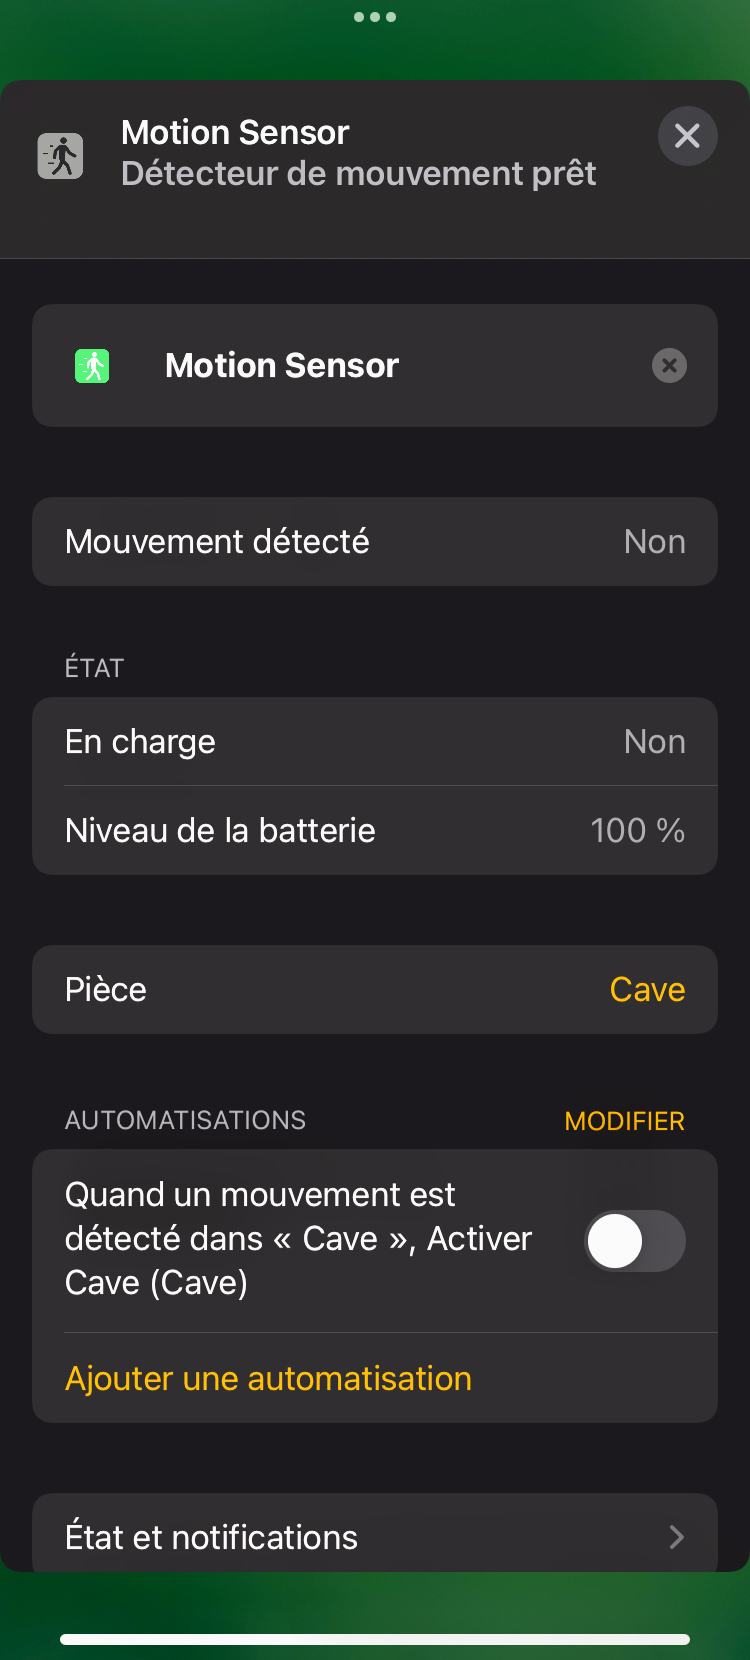 Motion Sensor
Détecteur de mouvement prêt
Motion Sensor
Mouvement détecté Non
ÉTAT
En charge Non
Niveau de la batterie 100 %
Pièce Cave
AUTOMATISATIONS MODIFIER
Quand un mouvement est
détecté dans « Cave », Activer
Cave (Cave)
Ajouter une automatisation
État et notifications